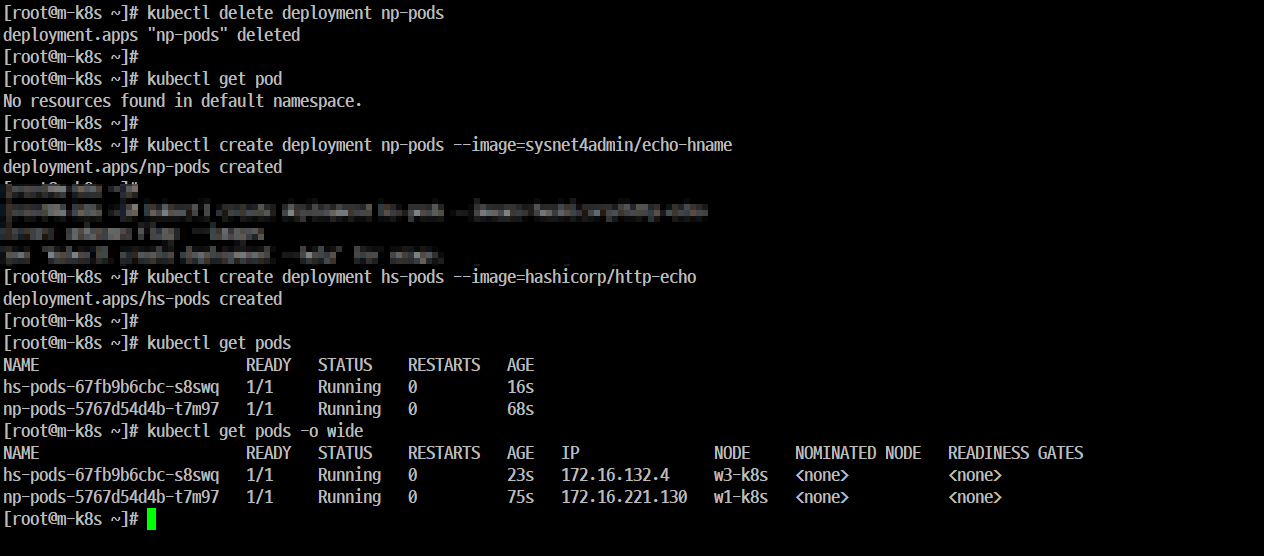 [root@m-k8s ~]# kubectl delete deployment np-pods
deployment.apps "np-pods" deleted
[root@m-k8s ~]#
[root@m-k8s ~]# kubectl get pod
No resources found in default namespace.
[root@m-k8s ~]#
[root@m-k8s ~]# kubectl create deployment np-pods --image=sysnet4admin/echo-hname
deployment.apps/np-pods created
[root@m-k8s ~]# kubectl create deployment hs-pods --image=hashicorp/http-echo
deployment.apps/hs-pods created
[root@m-k8s ~]#
[root@m-k8s ~]# kubectl get pods
NAME                       READY   STATUS    RESTARTS   AGE
hs-pods-67fb9b6cbc-s8swq   1/1     Running   0          16s
np-pods-5767d54d4b-t7m97   1/1     Running   0          68s
[root@m-k8s ~]# kubectl get pods -o wide
NAME                       READY   STATUS    RESTARTS   AGE   IP               NODE     NOMINATED NODE   READINESS GATES
hs-pods-67fb9b6cbc-s8swq   1/1     Running   0          23s   172.16.132.4     w3-k8s   <none>           <none>
np-pods-5767d54d4b-t7m97   1/1     Running   0          75s   172.16.221.130   w1-k8s   <none>           <none>
[root@m-k8s ~]#